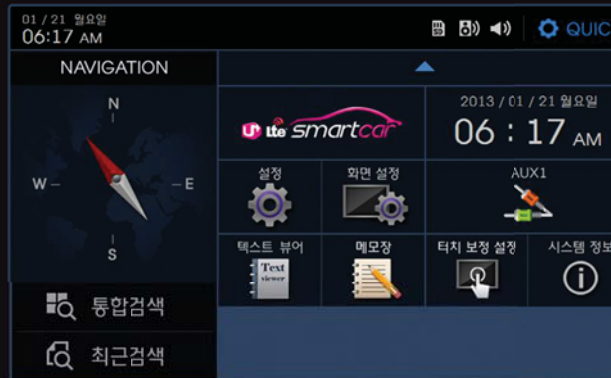 01 / 21 월요일
06:17 AM
QUIC
NAVIGATION
N
W
E
S
통합검색
최근검색
U+ Lte smartcar
2013 / 01 / 21 월요일
06 : 17 AM
설정
화면 설정
AUX1
텍스트 뷰어
메모장
터치 보정 설정
시스템 정보
Text
viewer